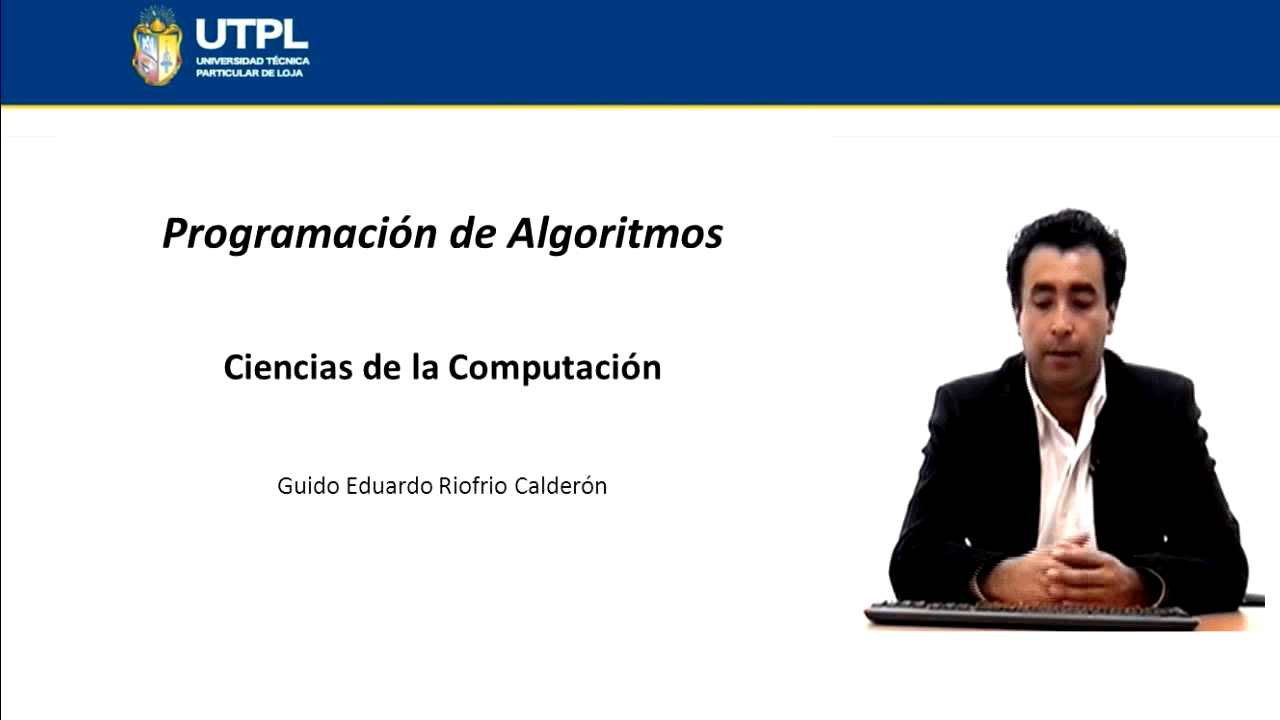 UTPL
UNIVERSIDAD TÉCNICA
PARTICULAR DE LOJA
Programación de Algoritmos
Ciencias de la Computación
Guido Eduardo Riofrio Calderón